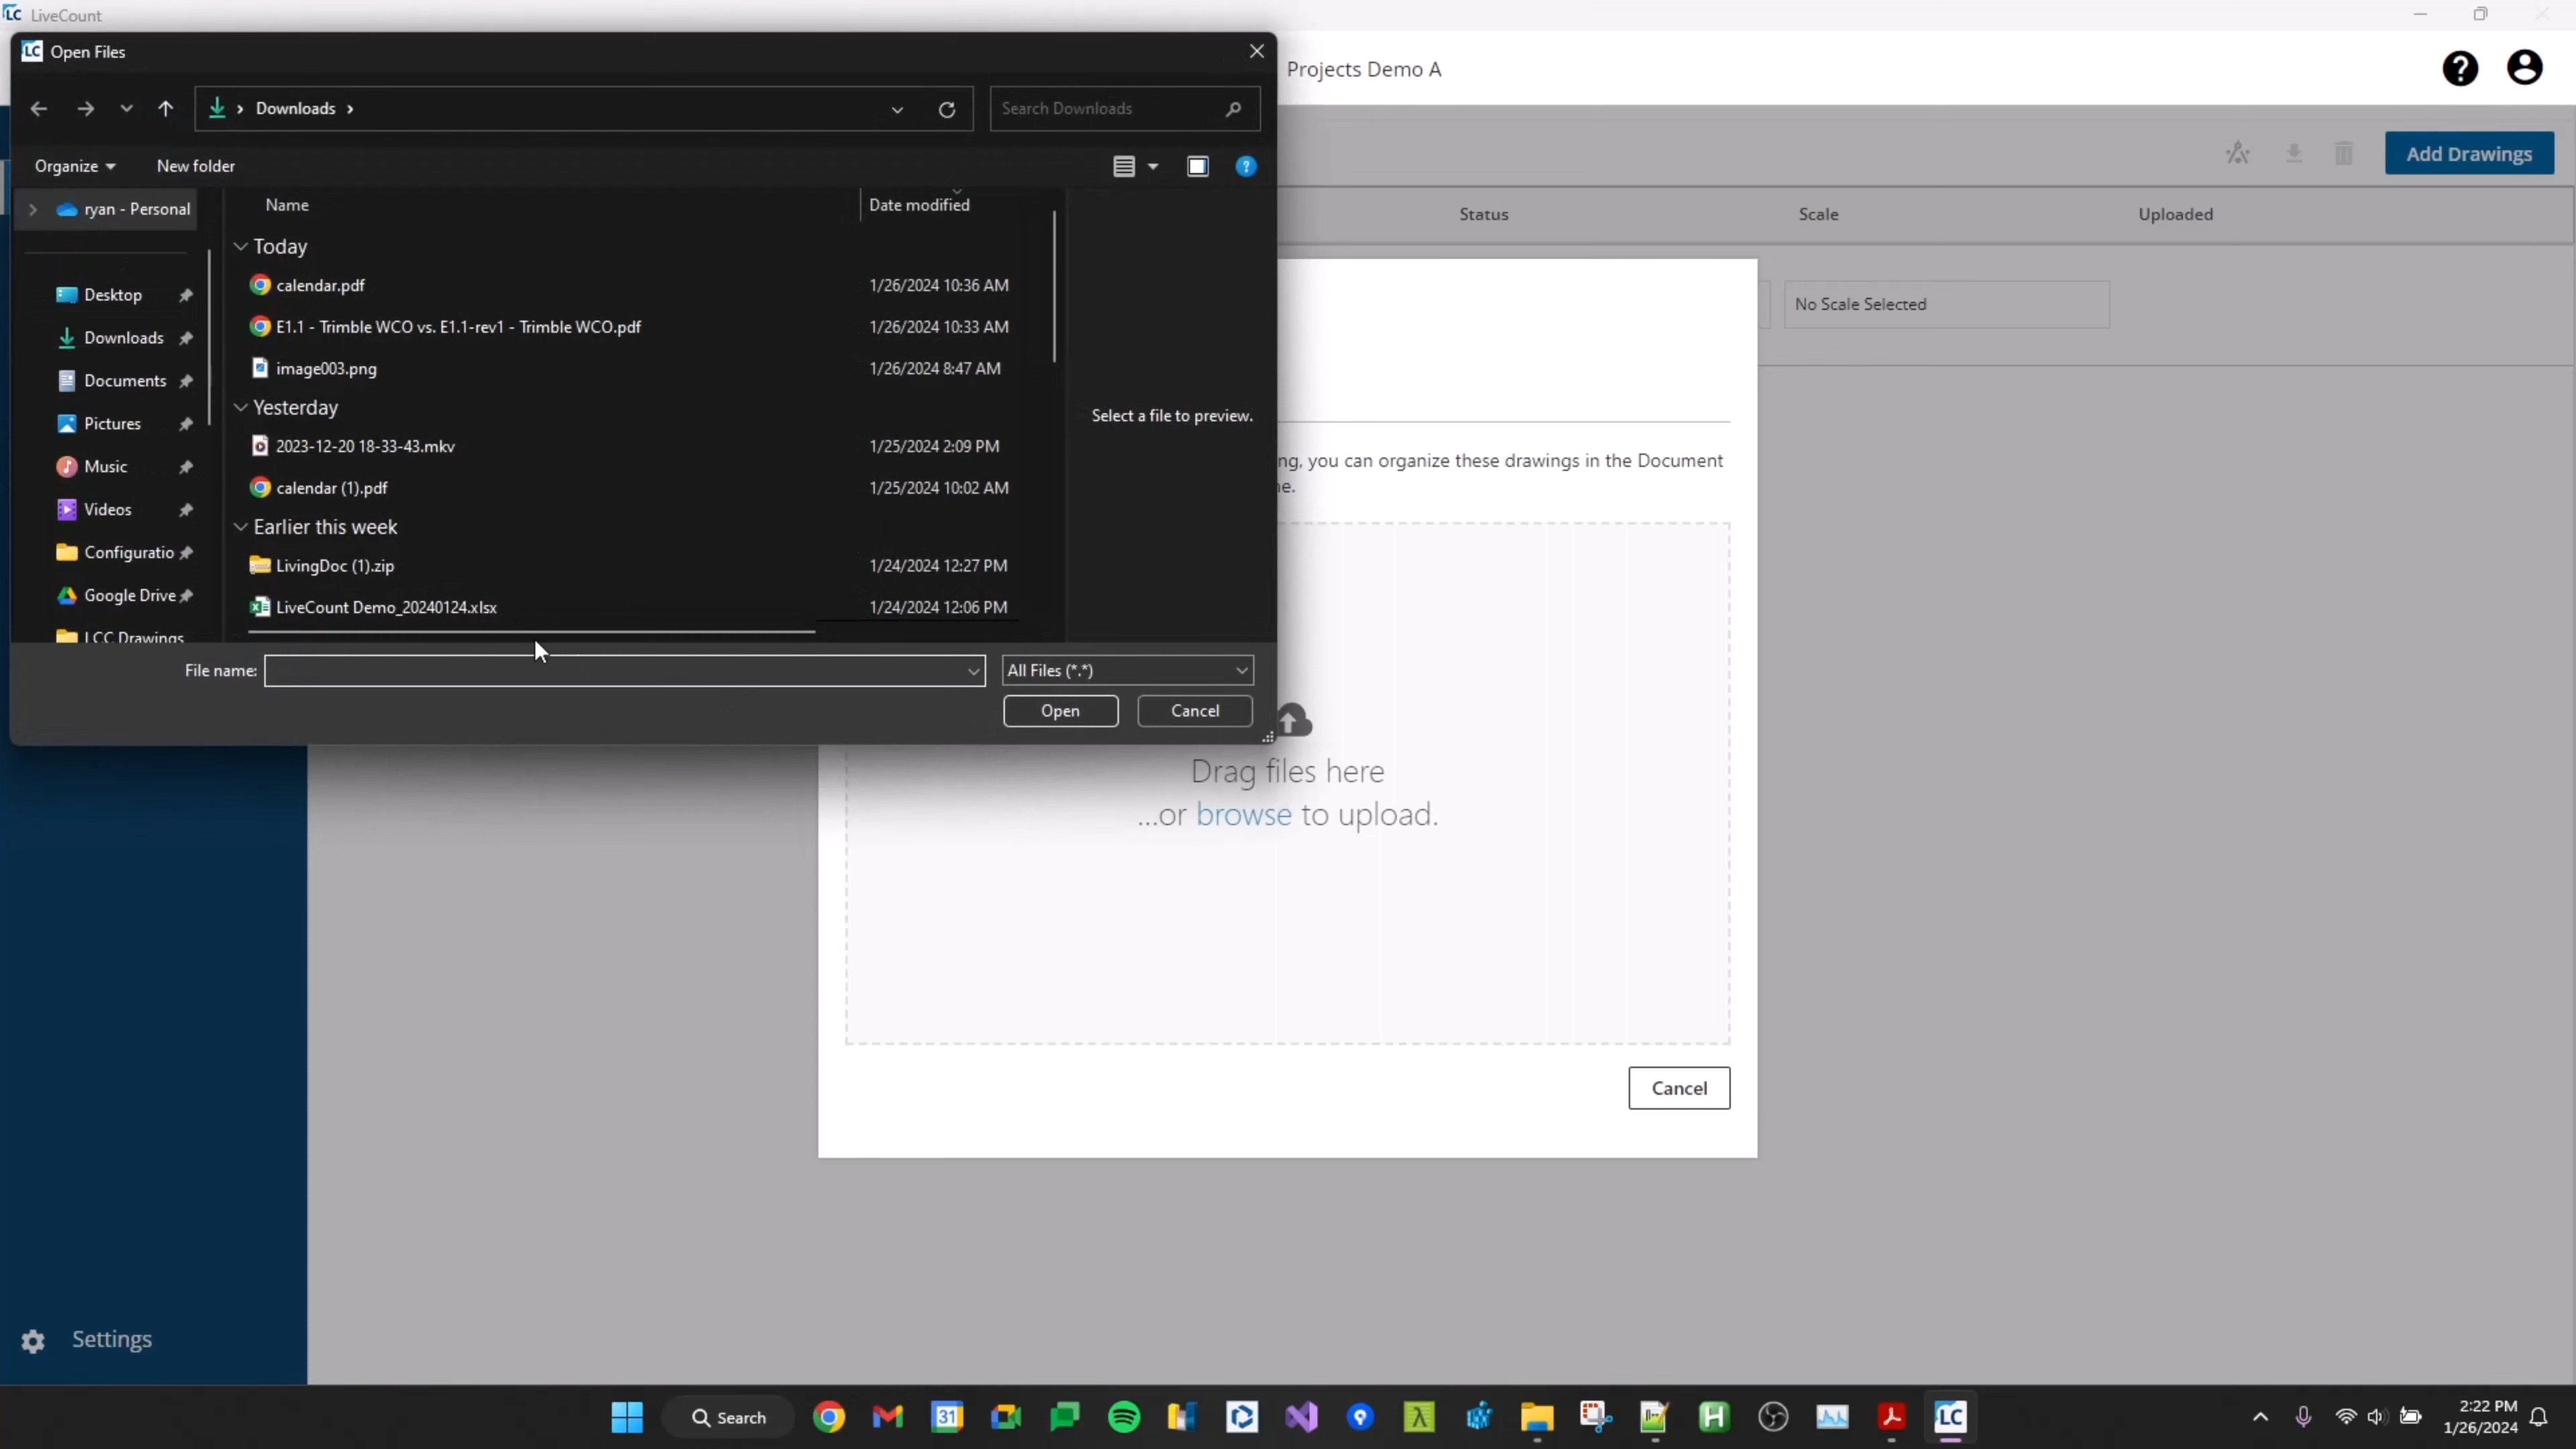 LC LiveCount
LC Open Files
Projects Demo A
Downloads
Search Downloads
Organize
New folder
Add Drawings
ryan - Personal
Name
Date modified
Status
Scale
Uploaded
Today
calendar.pdf
1/26/2024 10:36 AM
Desktop
No Scale Selected
E1.1 - Trimble WCO vs. E1.1-rev1 - Trimble WCO.pdf
1/26/2024 10:33 AM
Downloads
image003.png
1/26/2024 8:47 AM
Documents
Yesterday
Select a file to preview.
Pictures
2023-12-20 18-33-43.mkv
1/25/2024 2:09 PM
Music
ng, you can organize these drawings in the Document
calendar (1).pdf
1/25/2024 10:02 AM
e.
Videos
Earlier this week
Configuratio
LivingDoc (1).zip
1/24/2024 12:27 PM
Google Drive
LiveCount Demo_20240124.xlsx
1/24/2024 12:06 PM
LCC Drawings
File name:
All Files (*.*)
Open
Cancel
Drag files here
...or browse to upload.
Cancel
Settings
Search
31
LC
2:22 PM
1/26/2024